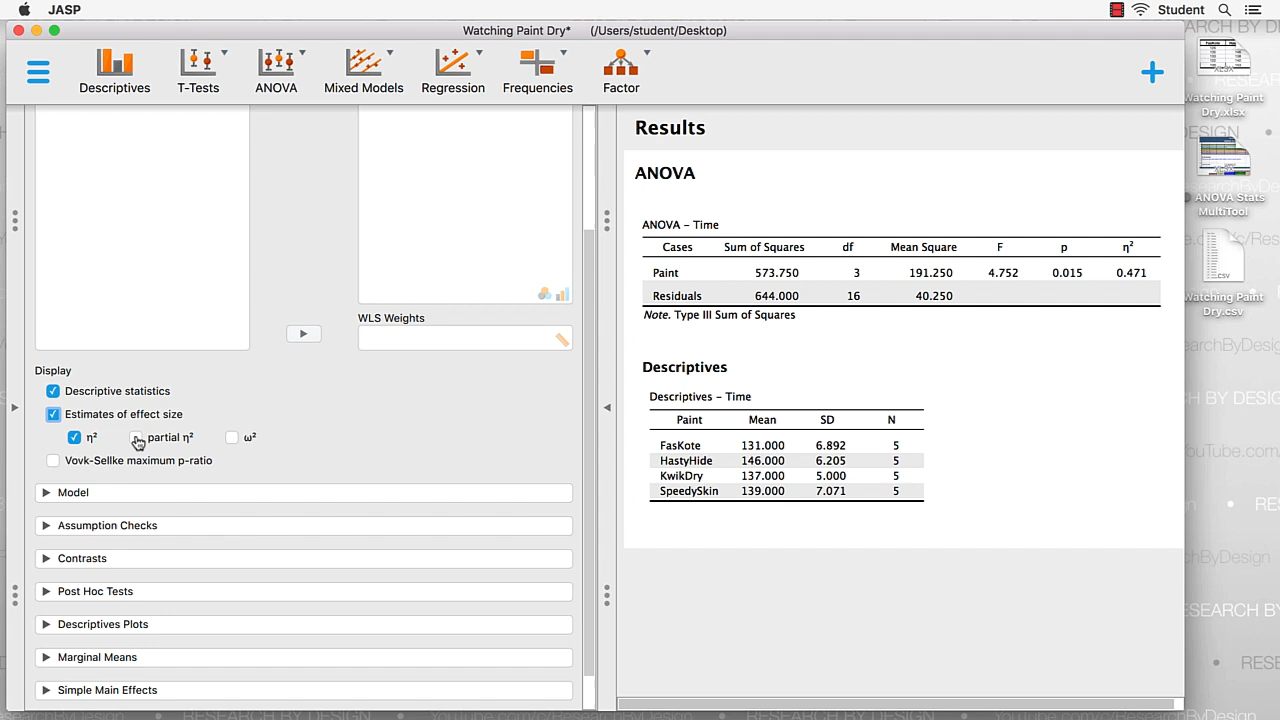 JASP
Student
Watching Paint Dry* (/Users/student/Desktop)
Descriptives
T-Tests
ANOVA
Mixed Models
Regression
Frequencies
Factor
WLS Weights
Display
Descriptive statistics
Estimates of effect size
η² partial η² ω²
Vovk-Sellke maximum p-ratio
Model
Assumption Checks
Contrasts
Post Hoc Tests
Descriptives Plots
Marginal Means
Simple Main Effects
Results
ANOVA
ANOVA – Time
Cases Sum of Squares df Mean Square F p η²
Paint 573.750 3 191.250 4.752 0.015 0.471
Residuals 644.000 16 40.250
Note. Type III Sum of Squares
Descriptives
Descriptives – Time
Paint Mean SD N
FasKote 131.000 6.892 5
HastyHide 146.000 6.205 5
KwikDry 137.000 5.000 5
SpeedySkin 139.000 7.071 5
XLSX
Watching Paint
Dry.xlsx
XLSX
ANOVA Stats
MultiTool
.csv
Watching Paint
Dry.csv
RESEARCH BY DESIGN